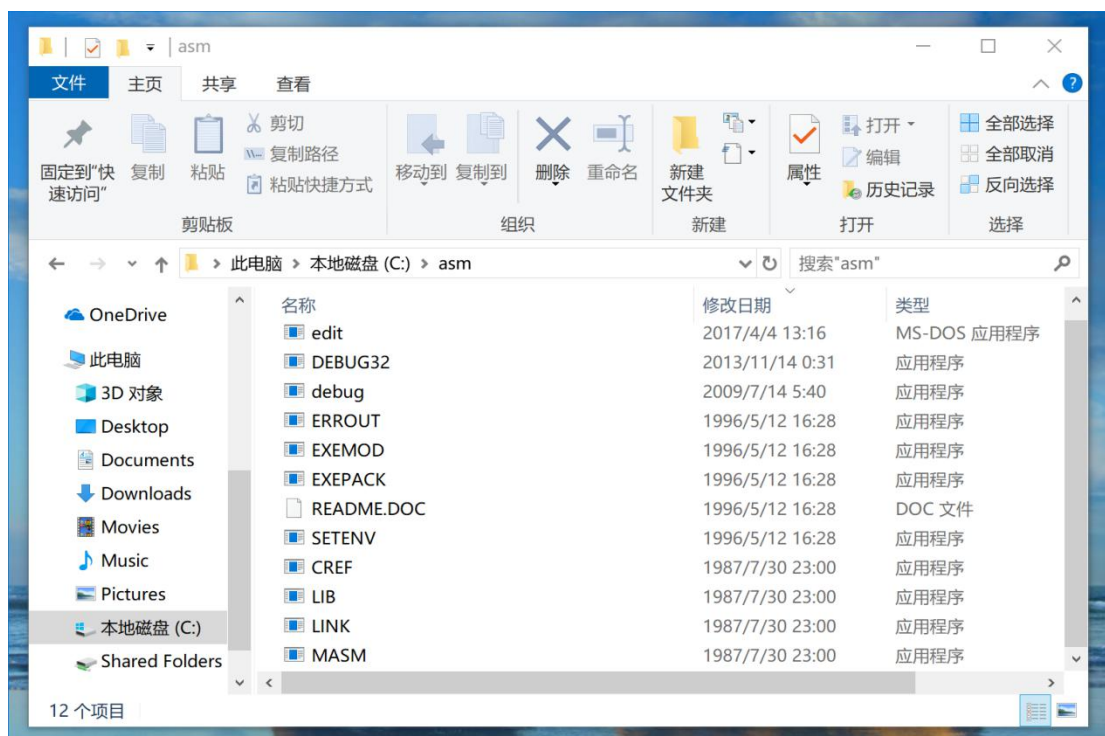 asm
文件 主页 共享 查看
固定到"快速访问"
复制
粘贴
剪切
复制路径
粘贴快捷方式
移动到 复制到
删除 重命名
新建
文件夹
属性
打开
编辑
历史记录
全部选择
全部取消
反向选择
剪贴板 组织 新建 打开 选择
此电脑 本地磁盘 (C:) asm 搜索"asm"
OneDrive
此电脑
3D 对象
Desktop
Documents
Downloads
Movies
Music
Pictures
本地磁盘 (C:)
Shared Folders
名称 修改日期 类型
edit 2017/4/4 13:16 MS-DOS 应用程序
DEBUG32 2013/11/14 0:31 应用程序
debug 2009/7/14 5:40 应用程序
ERROUT 1996/5/12 16:28 应用程序
EXEMOD 1996/5/12 16:28 应用程序
EXEPACK 1996/5/12 16:28 应用程序
README.DOC 1996/5/12 16:28 DOC 文件
SETENV 1996/5/12 16:28 应用程序
CREF 1987/7/30 23:00 应用程序
LIB 1987/7/30 23:00 应用程序
LINK 1987/7/30 23:00 应用程序
MASM 1987/7/30 23:00 应用程序
12 个项目